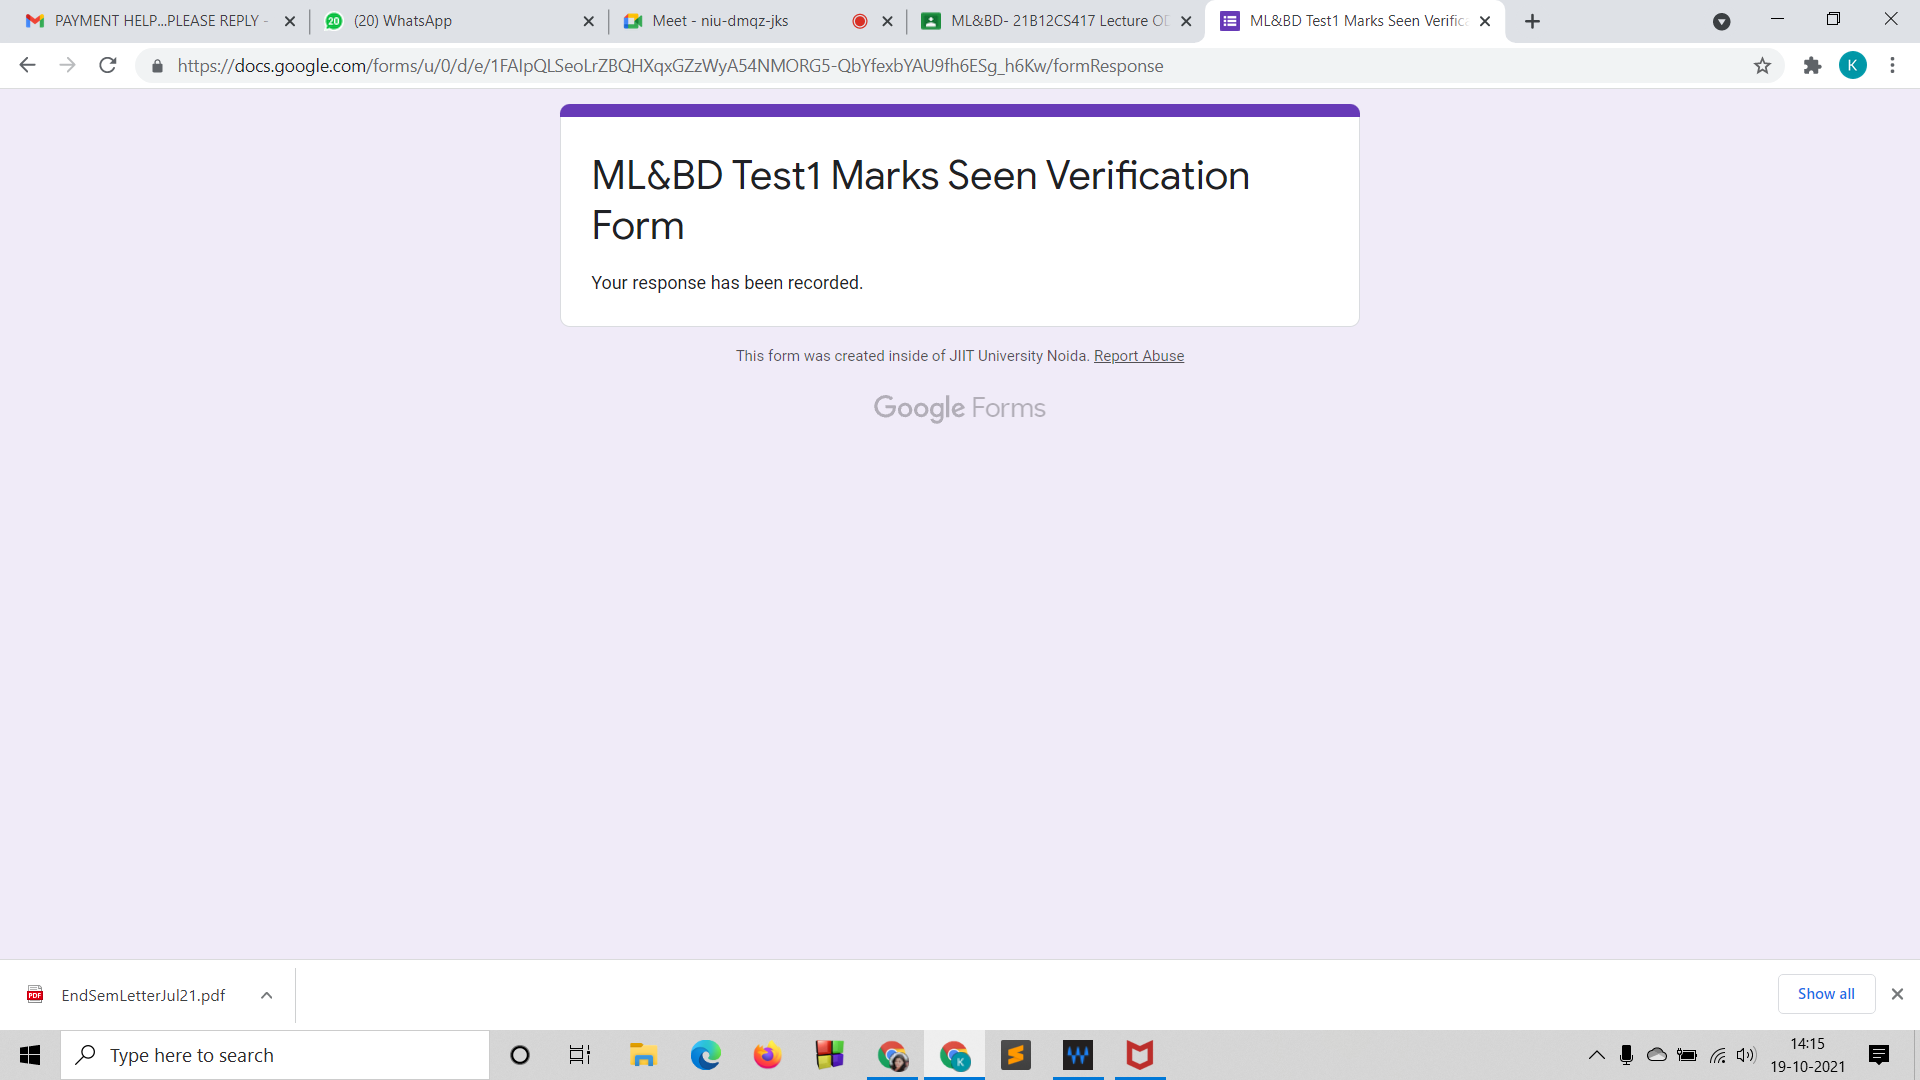 PAYMENT HELP...PLEASE REPLY -
20
(20) WhatsApp
Meet - niu-dmqz-jks
ML&BD- 21B12CS417 Lecture OD
ML&BD Test1 Marks Seen Verific
https://docs.google.com/forms/u/0/d/e/1FAIpQLSeoLrZBQHXqxGZzWyA54NMORG5-QbYfexbYAU9fh6ESg_h6Kw/formResponse
K
ML&BD Test1 Marks Seen Verification
Form
Your response has been recorded.
This form was created inside of JIIT University Noida. Report Abuse
Google Forms
PDF
EndSemLetterJul21.pdf
Show all
Type here to search
K
14:15
19-10-2021